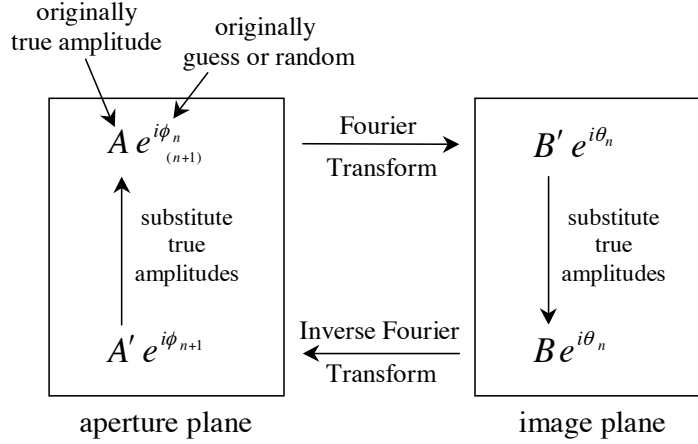 originally
true amplitude
originally
guess or random
A e^{iϕ_n}
(n+1)
Fourier
Transform
B′ e^{iθ_n}
substitute
true
amplitudes
substitute
true
amplitudes
A′ e^{iϕ_{n+1}}
Inverse Fourier
Transform
B e^{iθ_n}
aperture plane
image plane